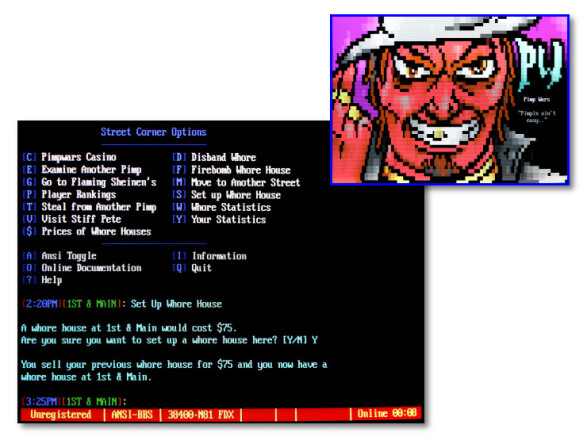 PW
Pimp Wars
"Pimpin ain't
easy..."
Street Corner Options
[C] Pimpwars Casino [D] Disband Whore
[E] Examine Another Pimp [F] Firebomb Whore House
[G] Go to Flaming Sheinen's [M] Move to Another Street
[P] Player Rankings [S] Set up Whore House
[T] Steal from Another Pimp [W] Whore Statistics
[V] Visit Stiff Pete [Y] Your Statistics
[$] Prices of Whore Houses
[A] Ansi Toggle [I] Information
[O] Online Documentation [Q] Quit
[?] Help
[2:20PM][1ST & MAIN]: Set Up Whore House
A whore house at 1st & Main would cost $75.
Are you sure you want to set up a whore house here? [Y/N] Y
You sell your previous whore house for $75 and you now have a
whore house at 1st & Main.
[3:25PM][1ST & MAIN]:
Unregistered | ANSI-BBS | 38400-N81 FDX | | | | Online 00:08